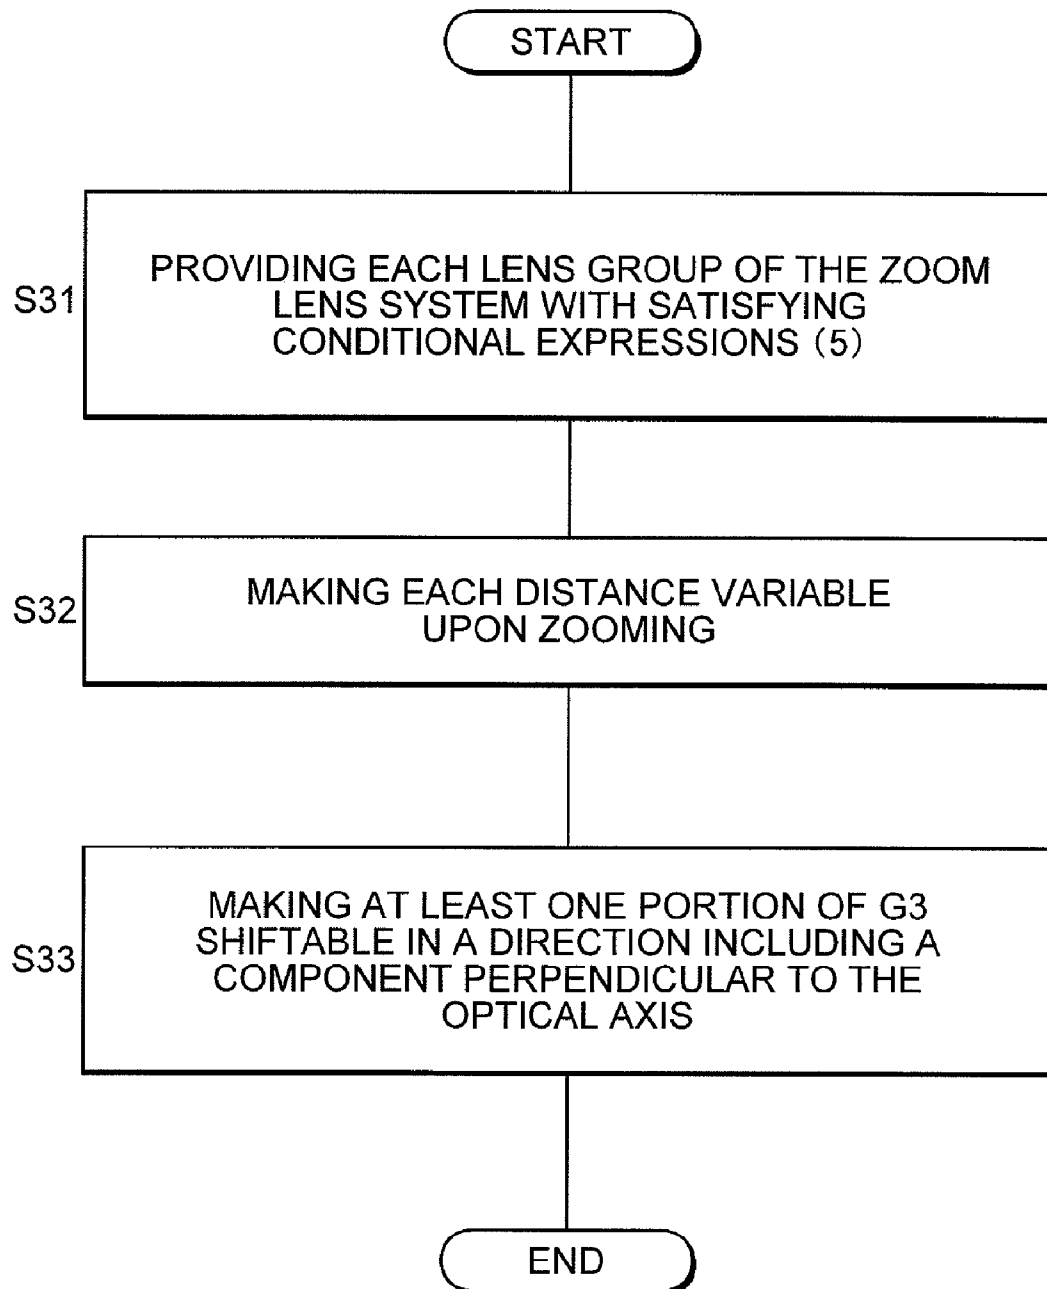 START
S31
PROVIDING EACH LENS GROUP OF THE ZOOM
LENS SYSTEM WITH SATISFYING
CONDITIONAL EXPRESSIONS (5)
S32
MAKING EACH DISTANCE VARIABLE
UPON ZOOMING
S33
MAKING AT LEAST ONE PORTION OF G3
SHIFTABLE IN A DIRECTION INCLUDING A
COMPONENT PERPENDICULAR TO THE
OPTICAL AXIS
END